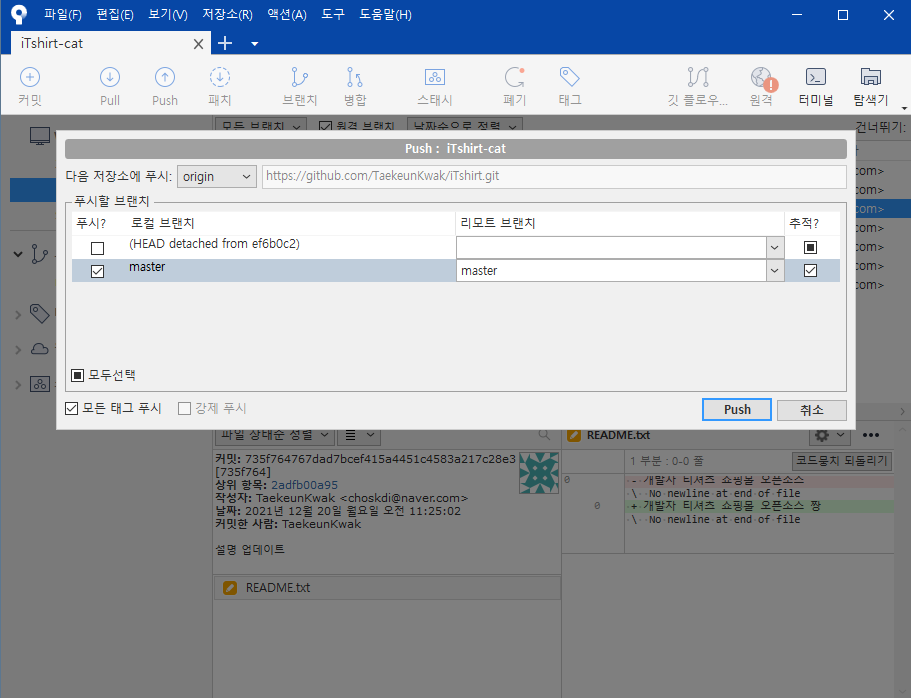 파일(F) 편집(E) 보기(V) 저장소(R) 액션(A) 도구 도움말(H)
iTshirt-cat
커밋 Pull Push 패치 브랜치 병합 스태시 폐기 태그 깃 플로우... 원격 터미널 탐색기
모든 브랜치 원격 브랜치 날짜순으로 정렬 건너뛰기:
Push : iTshirt-cat
다음 저장소에 푸시: origin https://github.com/TaekeunKwak/iTshirt.git
푸시할 브랜치
푸시? 로컬 브랜치 리모트 브랜치 추적?
(HEAD detached from ef6b0c2)
master master
com>
com>
com>
com>
com>
com>
com>
모두선택
모든 태그 푸시 강제 푸시 Push 취소
파일 상태순 정렬 README.txt
커밋: 735f764767dad7bcef415a4451c4583a217c28e3
[735f764]
상위 항목: 2adfb00a95
작성자: TaekeunKwak <choskdi@naver.com>
날짜: 2021년 12월 20일 월요일 오전 11:25:02
커밋한 사람: TaekeunKwak
설명 업데이트
README.txt
1 부분 : 0-0 줄 코드뭉치 되돌리기
0 - 개발자 티셔츠 쇼핑몰 오픈소스
\ No newline at end of file
0 + 개발자 티셔츠 쇼핑몰 오픈소스 짱
\ No newline at end of file